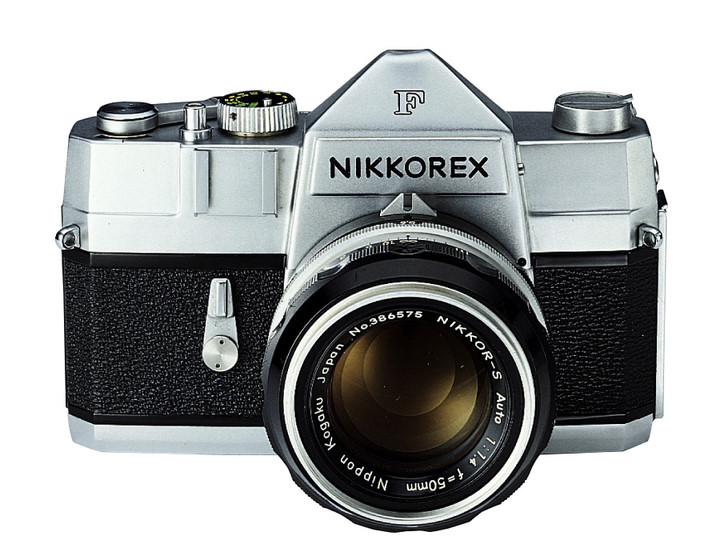 F
NIKKOREX
No.386575 NIKKOR-S Auto 1:1.4 f=50mm Nippon Kogaku Japan